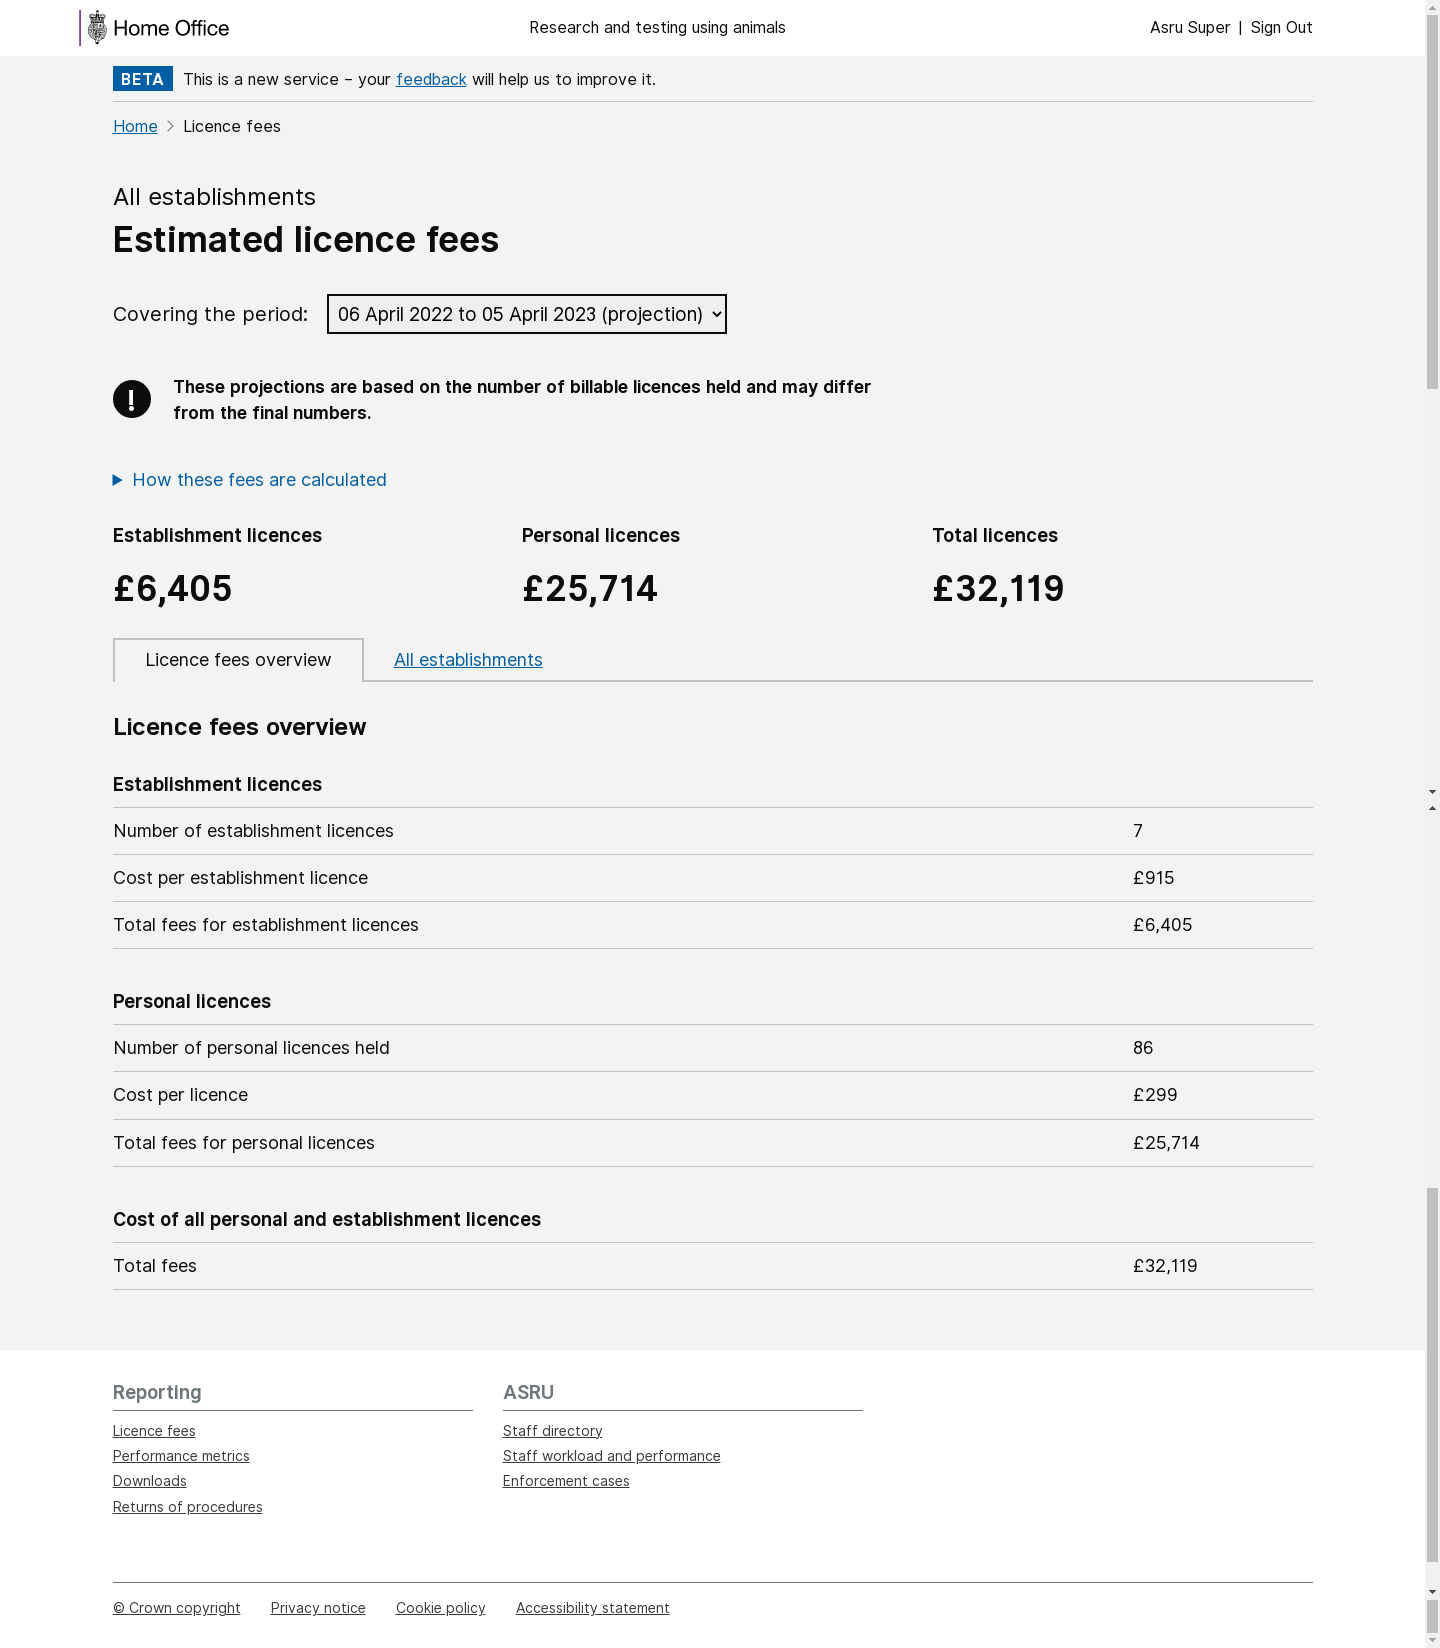 Home Office
Research and testing using animals
Asru Super | Sign Out
BETA This is a new service – your feedback will help us to improve it.
Home > Licence fees
All establishments
Estimated licence fees
Covering the period: 06 April 2022 to 05 April 2023 (projection)
! These projections are based on the number of billable licences held and may differ
from the final numbers.
How these fees are calculated
Establishment licences Personal licences Total licences
£6,405 £25,714 £32,119
Licence fees overview All establishments
Licence fees overview
Establishment licences
Number of establishment licences 7
Cost per establishment licence £915
Total fees for establishment licences £6,405
Personal licences
Number of personal licences held 86
Cost per licence £299
Total fees for personal licences £25,714
Cost of all personal and establishment licences
Total fees £32,119
Reporting
Licence fees
Performance metrics
Downloads
Returns of procedures
ASRU
Staff directory
Staff workload and performance
Enforcement cases
© Crown copyright Privacy notice Cookie policy Accessibility statement